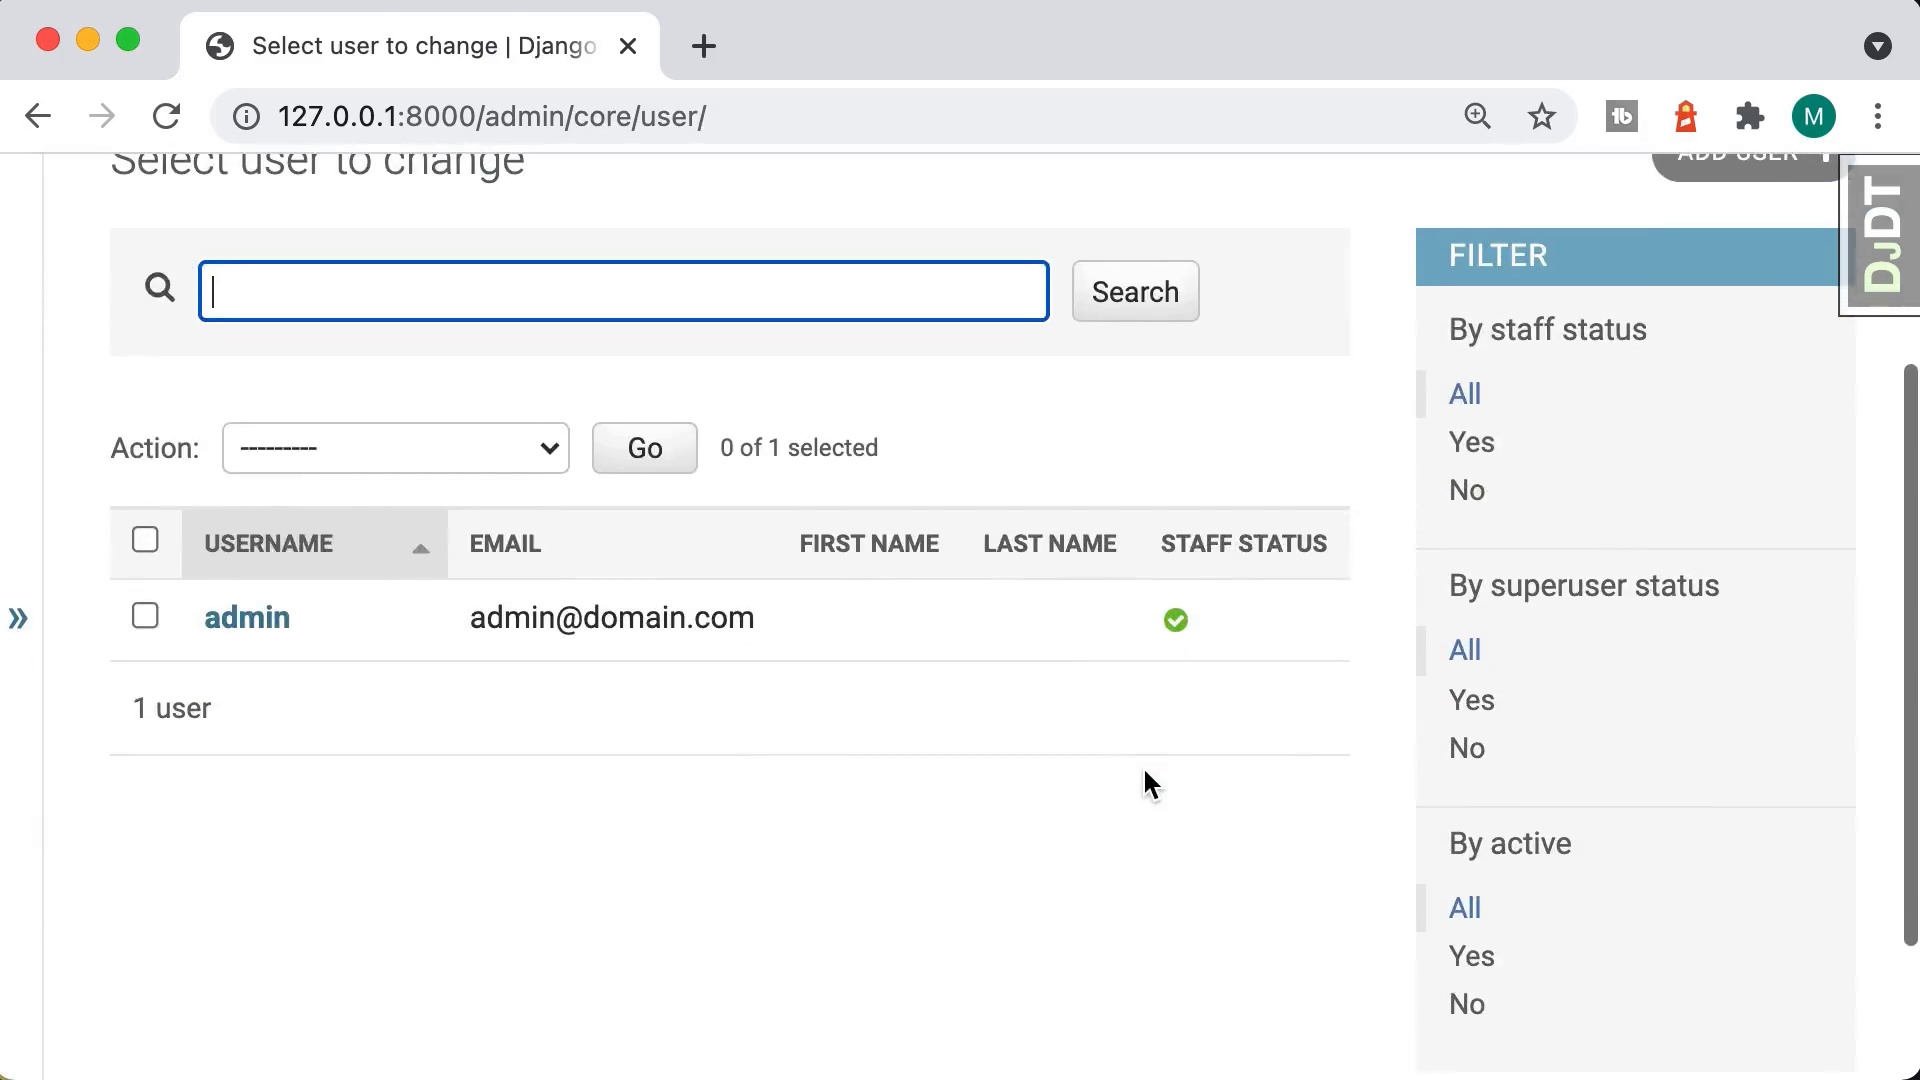 Select user to change | Django
127.0.0.1:8000/admin/core/user/
M
Select user to change
ADD USER +
DJDT
Search
FILTER
By staff status
All
Yes
No
Action: --------- Go 0 of 1 selected
USERNAME EMAIL FIRST NAME LAST NAME STAFF STATUS
admin admin@domain.com
1 user
By superuser status
All
Yes
No
By active
All
Yes
No